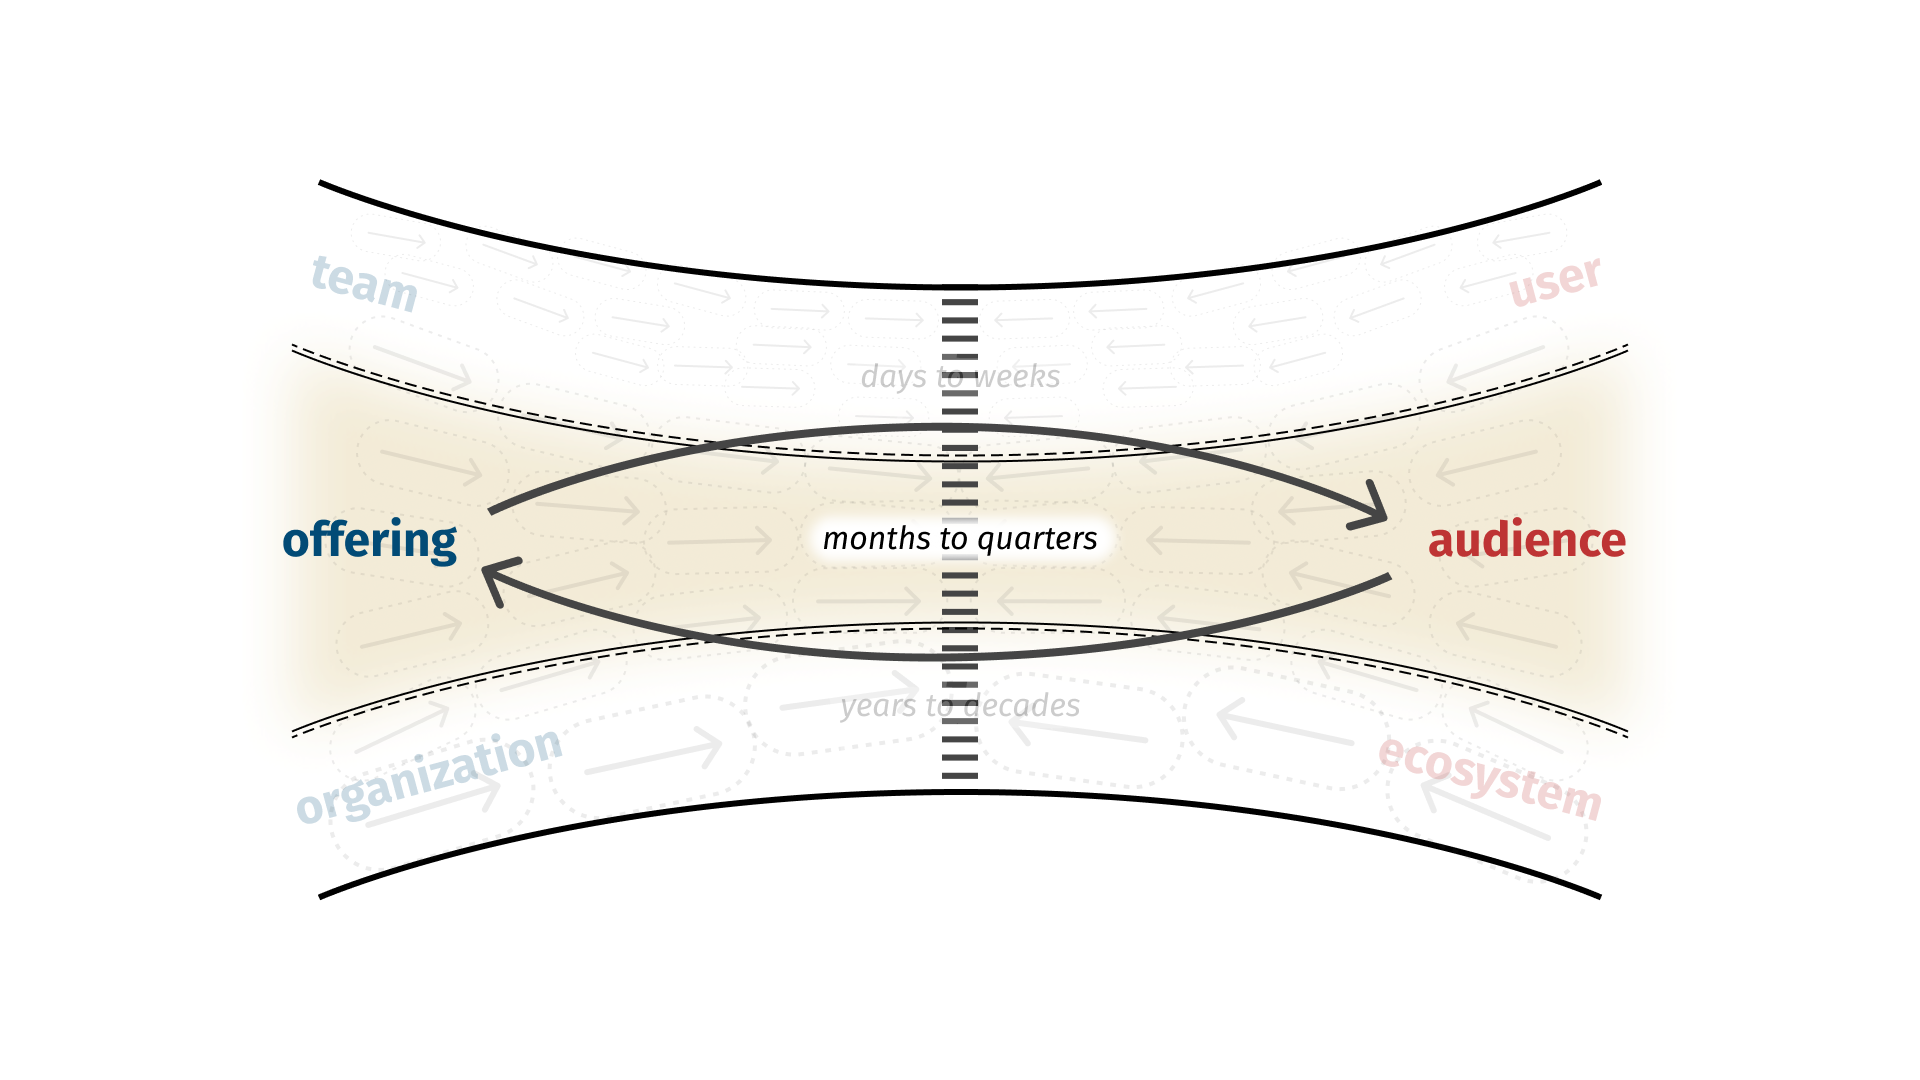 team
user
days to weeks
offering
months to quarters
audience
years to decades
organization
ecosystem